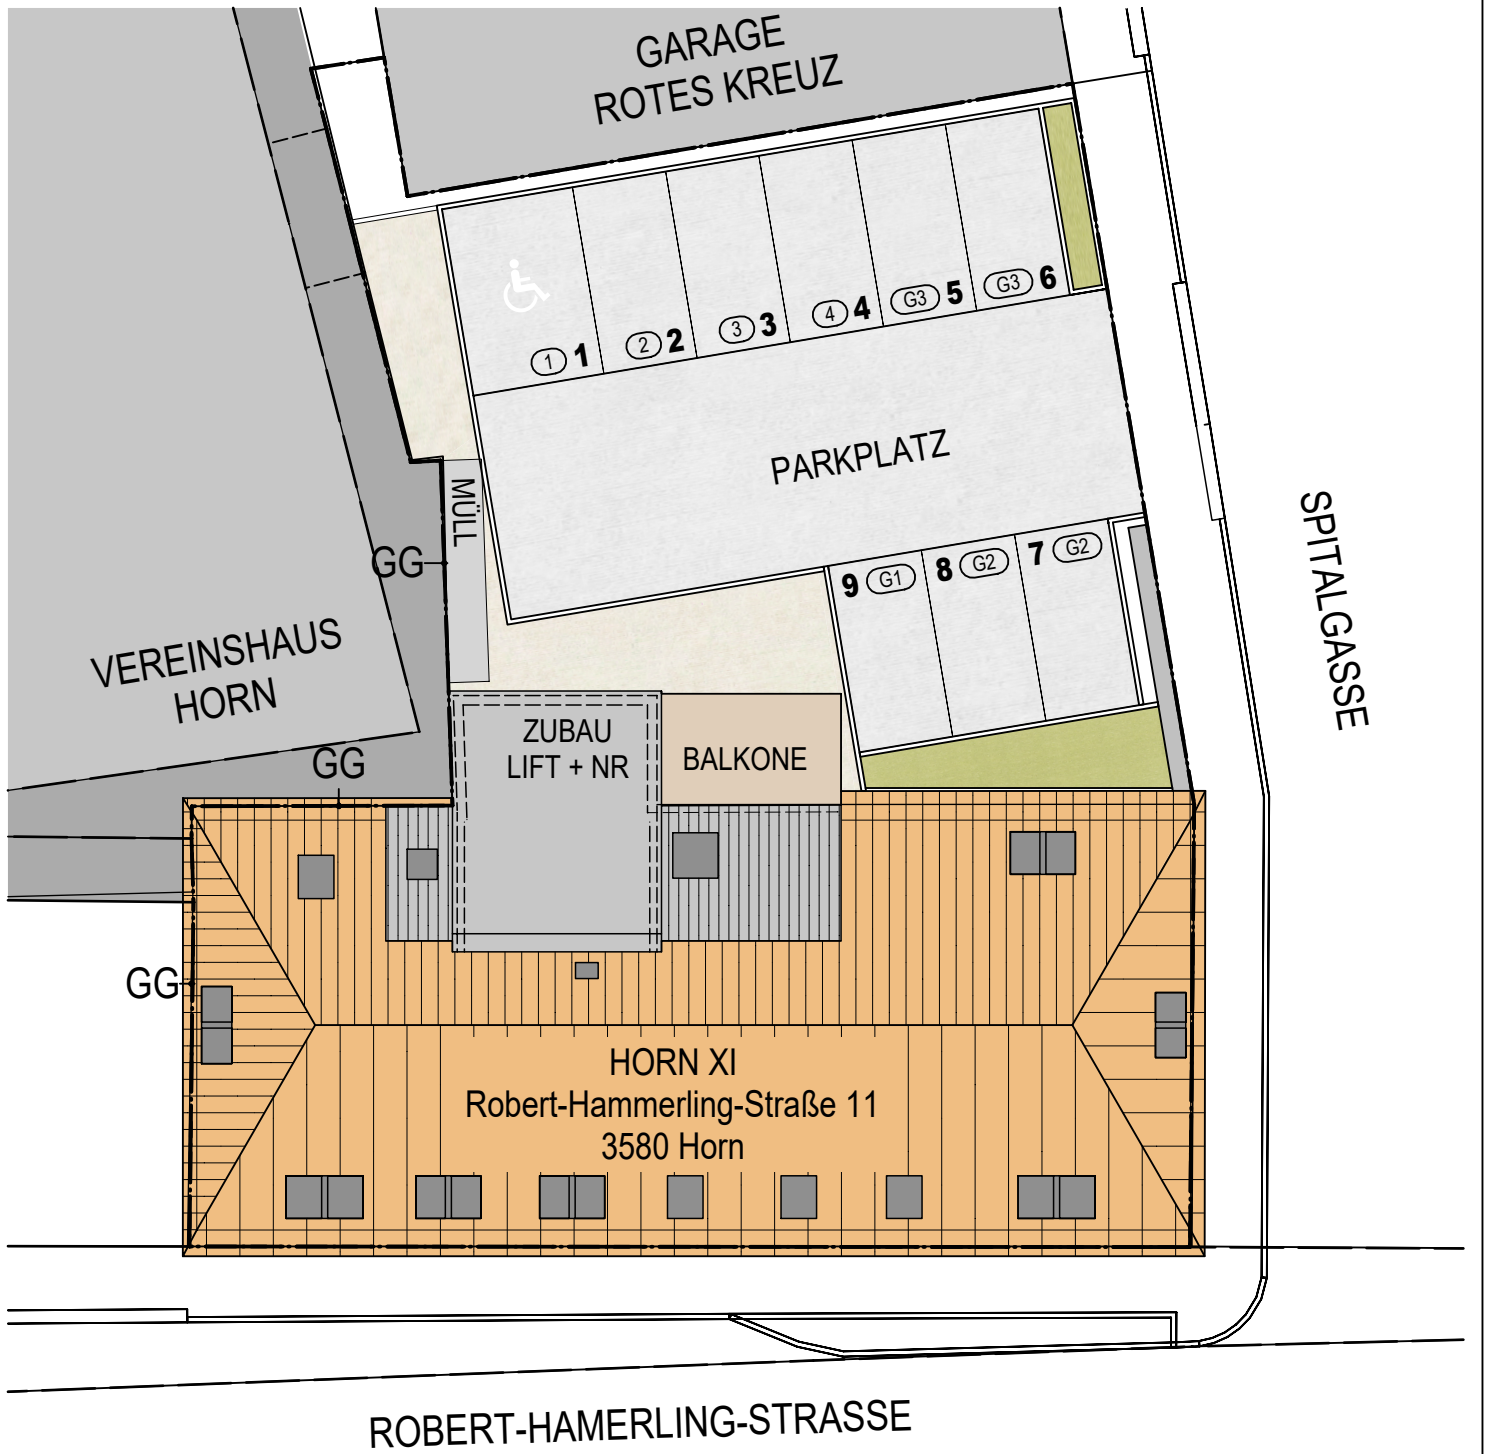 GARAGE
ROTES KREUZ
1 1
2 2
3 3
4 4
G3 5
G3 6
PARKPLATZ
MÜLL
GG
9 G1
8 G2
7 G2
SPITALGASSE
VEREINSHAUS
HORN
GG
ZUBAU
LIFT + NR
BALKONE
GG
HORN XI
Robert-Hammerling-Straße 11
3580 Horn
ROBERT-HAMERLING-STRASSE